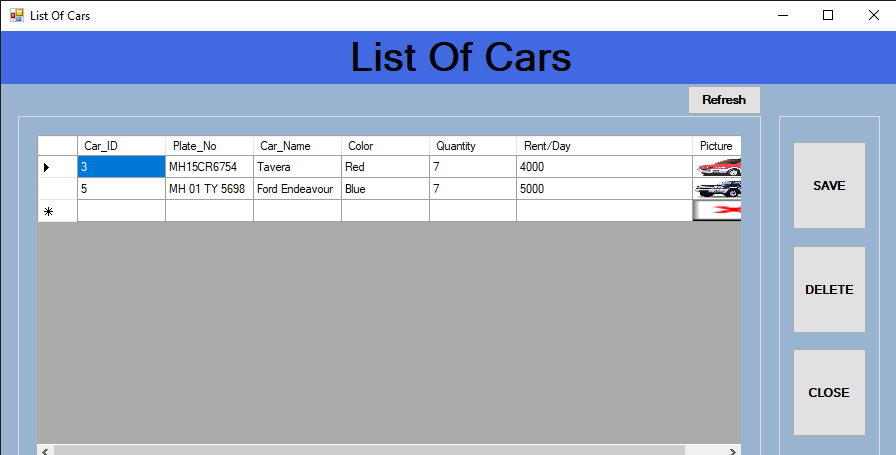 List Of Cars
List Of Cars
Refresh
Car_ID Plate_No Car_Name Color Quantity Rent/Day Picture
3 MH15CR6754 Tavera Red 7 4000
5 MH 01 TY 5698 Ford Endeavour Blue 7 5000
SAVE
DELETE
CLOSE